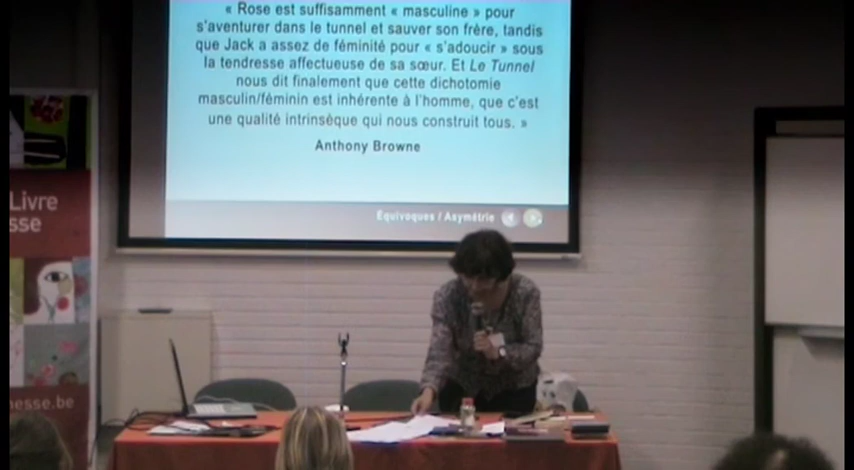 « Rose est suffisamment « masculine » pour
s'aventurer dans le tunnel et sauver son frère, tandis
que Jack a assez de féminité pour « s'adoucir » sous
la tendresse affectueuse de sa sœur. Et Le Tunnel
nous dit finalement que cette dichotomie
masculin/féminin est inhérente à l'homme, que c'est
une qualité intrinsèque qui nous construit tous. »
Anthony Browne
Equivoques / Asymétrie
Livre
sse
nesse.be